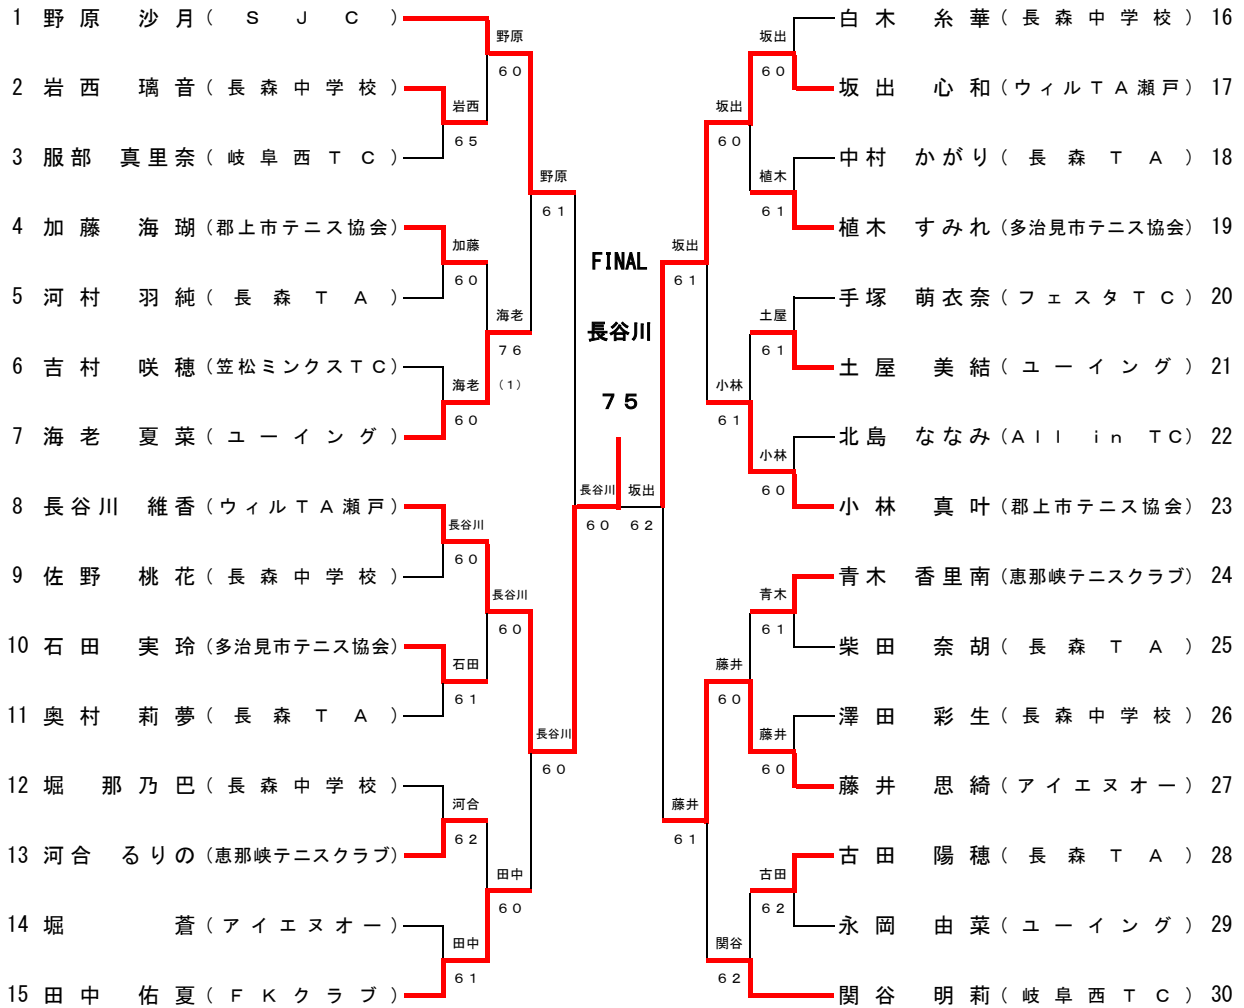 1 野原 沙月 (SJC)
2 岩西 璃音 (長森中学校)
3 服部 真里奈 (岐阜西TC)
4 加藤 海瑚 (郡上市テニス協会)
5 河村 羽純 (長森TA)
6 吉村 咲穂 (笠松ミンクスTC)
7 海老 夏菜 (ユーイング)
8 長谷川 維香 (ウィルTA瀬戸)
9 佐野 桃花 (長森中学校)
10 石田 実玲 (多治見市テニス協会)
11 奥村 莉夢 (長森TA)
12 堀 那乃巴 (長森中学校)
13 河合 るりの (恵那峡テニスクラブ)
14 堀 蒼 (アイエヌオー)
15 田中 佑夏 (FKクラブ)
岩西
65
加藤
60
海老
60
長谷川
60
石田
61
河合
62
田中
61
野原
60
海老
76
(1)
長谷川
60
田中
60
野原
61
長谷川
60
長谷川
60
FINAL
長谷川
75
坂出
62
坂出
61
藤井
61
坂出
60
小林
61
藤井
60
関谷
62
坂出
60
植木
61
土屋
61
小林
60
青木
61
藤井
60
古田
62
白木 糸華 (長森中学校) 16
坂出 心和 (ウィルTA瀬戸) 17
中村 かがり (長森TA) 18
植木 すみれ (多治見市テニス協会) 19
手塚 萌衣奈 (フェスタTC) 20
土屋 美結 (ユーイング) 21
北島 ななみ (All in TC) 22
小林 真叶 (郡上市テニス協会) 23
青木 香里南 (恵那峡テニスクラブ) 24
柴田 奈胡 (長森TA) 25
澤田 彩生 (長森中学校) 26
藤井 思綺 (アイエヌオー) 27
古田 陽穂 (長森TA) 28
永岡 由菜 (ユーイング) 29
関谷 明莉 (岐阜西TC) 30